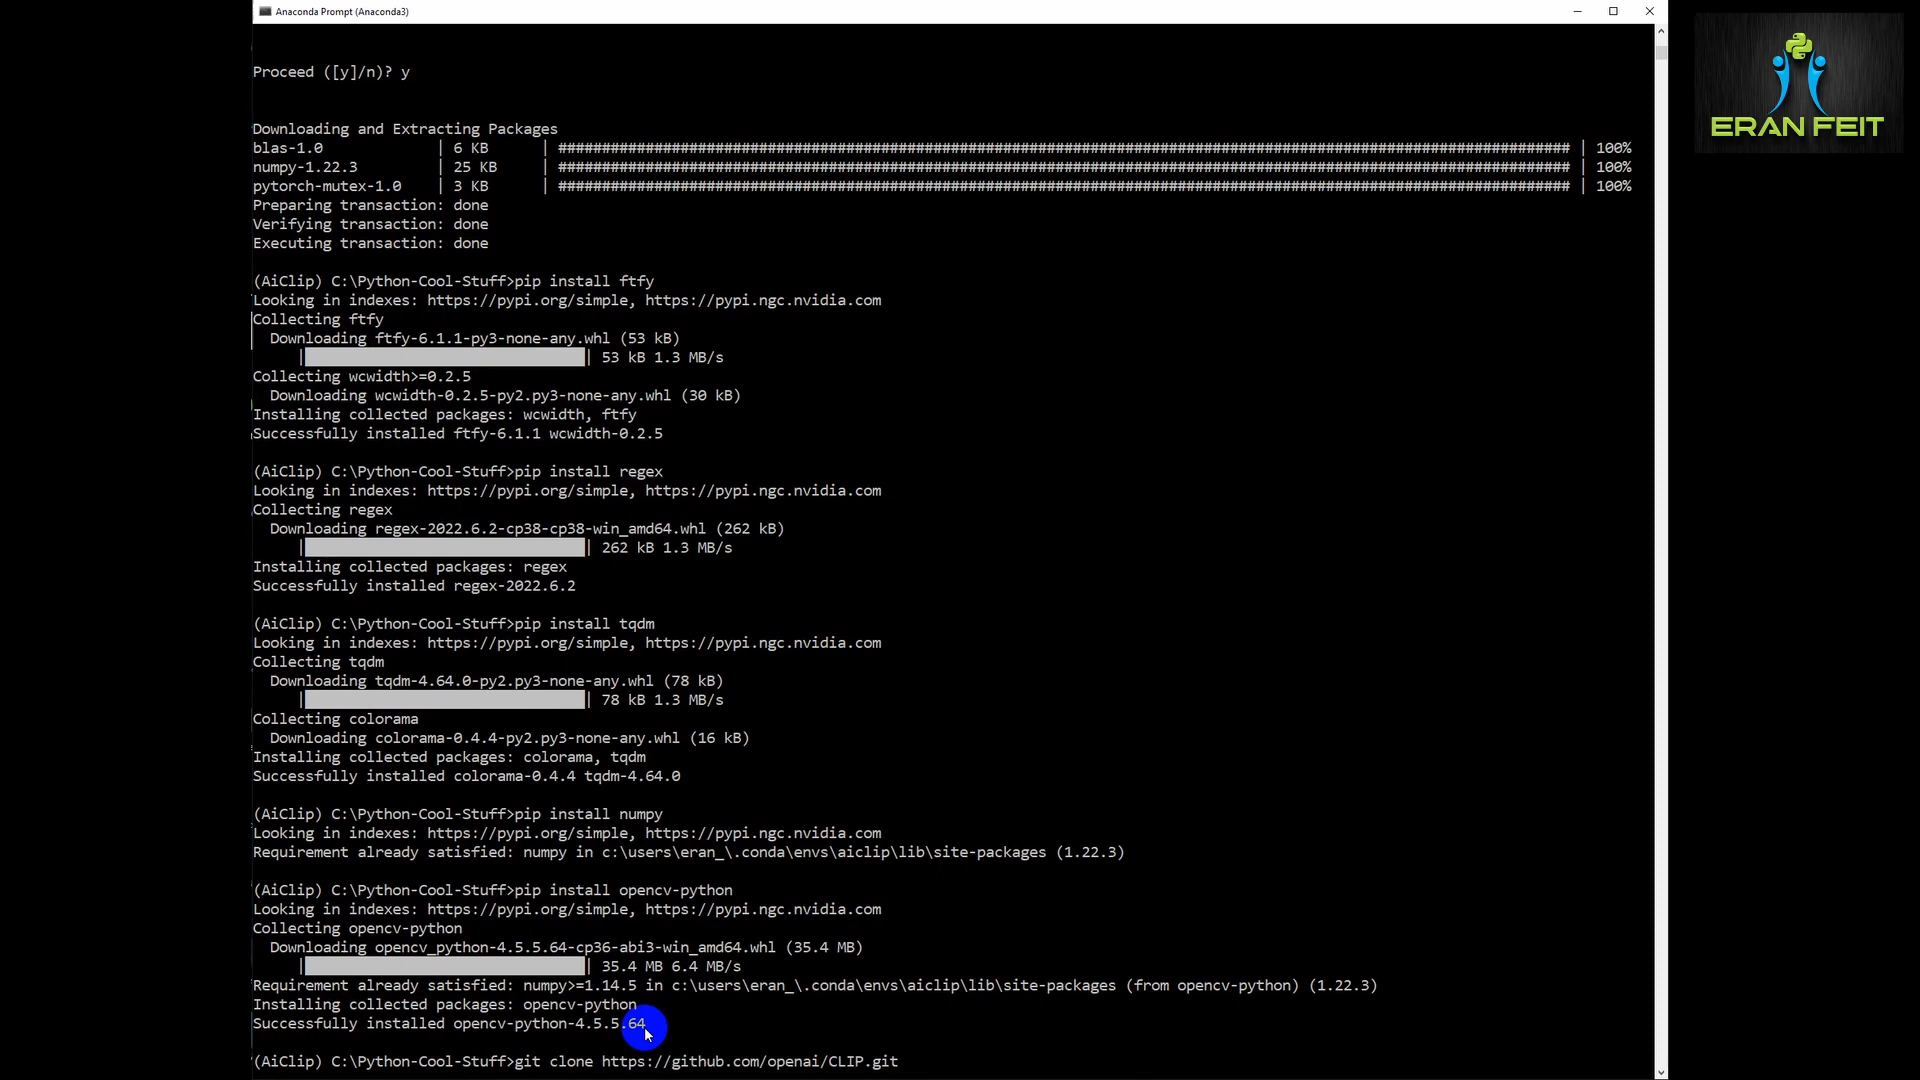 Anaconda Prompt (Anaconda3)
Proceed ([y]/n)? y
Downloading and Extracting Packages
blas-1.0 | 6 KB | #################################################################################################################### | 100%
numpy-1.22.3 | 25 KB | #################################################################################################################### | 100%
pytorch-mutex-1.0 | 3 KB | #################################################################################################################### | 100%
Preparing transaction: done
Verifying transaction: done
Executing transaction: done
(AiClip) C:\Python-Cool-Stuff>pip install ftfy
Looking in indexes: https://pypi.org/simple, https://pypi.ngc.nvidia.com
Collecting ftfy
Downloading ftfy-6.1.1-py3-none-any.whl (53 kB)
| | 53 kB 1.3 MB/s
Collecting wcwidth>=0.2.5
Downloading wcwidth-0.2.5-py2.py3-none-any.whl (30 kB)
Installing collected packages: wcwidth, ftfy
Successfully installed ftfy-6.1.1 wcwidth-0.2.5
(AiClip) C:\Python-Cool-Stuff>pip install regex
Looking in indexes: https://pypi.org/simple, https://pypi.ngc.nvidia.com
Collecting regex
Downloading regex-2022.6.2-cp38-cp38-win_amd64.whl (262 kB)
| | 262 kB 1.3 MB/s
Installing collected packages: regex
Successfully installed regex-2022.6.2
(AiClip) C:\Python-Cool-Stuff>pip install tqdm
Looking in indexes: https://pypi.org/simple, https://pypi.ngc.nvidia.com
Collecting tqdm
Downloading tqdm-4.64.0-py2.py3-none-any.whl (78 kB)
| | 78 kB 1.3 MB/s
Collecting colorama
Downloading colorama-0.4.4-py2.py3-none-any.whl (16 kB)
Installing collected packages: colorama, tqdm
Successfully installed colorama-0.4.4 tqdm-4.64.0
(AiClip) C:\Python-Cool-Stuff>pip install numpy
Looking in indexes: https://pypi.org/simple, https://pypi.ngc.nvidia.com
Requirement already satisfied: numpy in c:\users\eran_\.conda\envs\aiclip\lib\site-packages (1.22.3)
(AiClip) C:\Python-Cool-Stuff>pip install opencv-python
Looking in indexes: https://pypi.org/simple, https://pypi.ngc.nvidia.com
Collecting opencv-python
Downloading opencv_python-4.5.5.64-cp36-abi3-win_amd64.whl (35.4 MB)
| | 35.4 MB 6.4 MB/s
Requirement already satisfied: numpy>=1.14.5 in c:\users\eran_\.conda\envs\aiclip\lib\site-packages (from opencv-python) (1.22.3)
Installing collected packages: opencv-python
Successfully installed opencv-python-4.5.5.64
(AiClip) C:\Python-Cool-Stuff>git clone https://github.com/openai/CLIP.git
ERAN FEIT